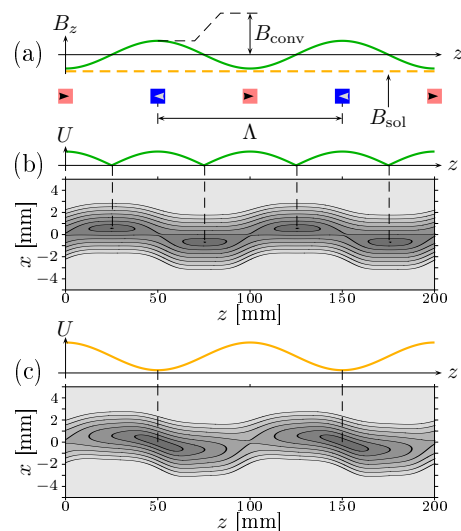 (a)
B_z
B_conv
z
B_sol
Λ
(b)
U
z
x [mm]
4
2
0
−2
−4
0
50
100
150
200
z [mm]
(c)
U
z
x [mm]
4
2
0
−2
−4
0
50
100
150
200
z [mm]